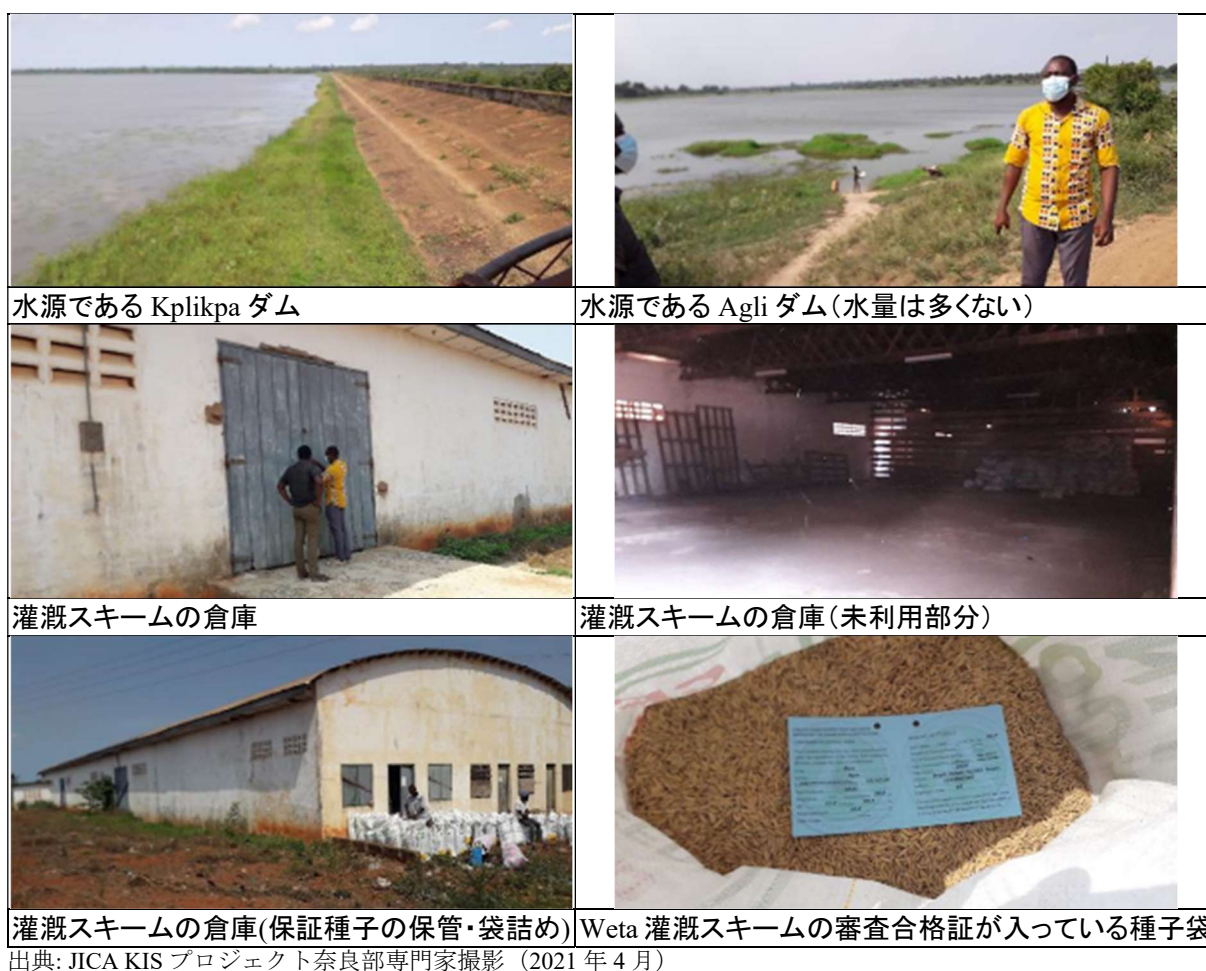 水源である Kplikpa ダム
水源である Agli ダム（水量は多くない）
灌漑スキームの倉庫
灌漑スキームの倉庫（未利用部分）
灌漑スキームの倉庫(保証種子の保管・袋詰め)
Weta 灌漑スキームの審査合格証が入っている種子袋
出典: JICA KIS プロジェクト奈良部専門家撮影（2021 年 4 月）